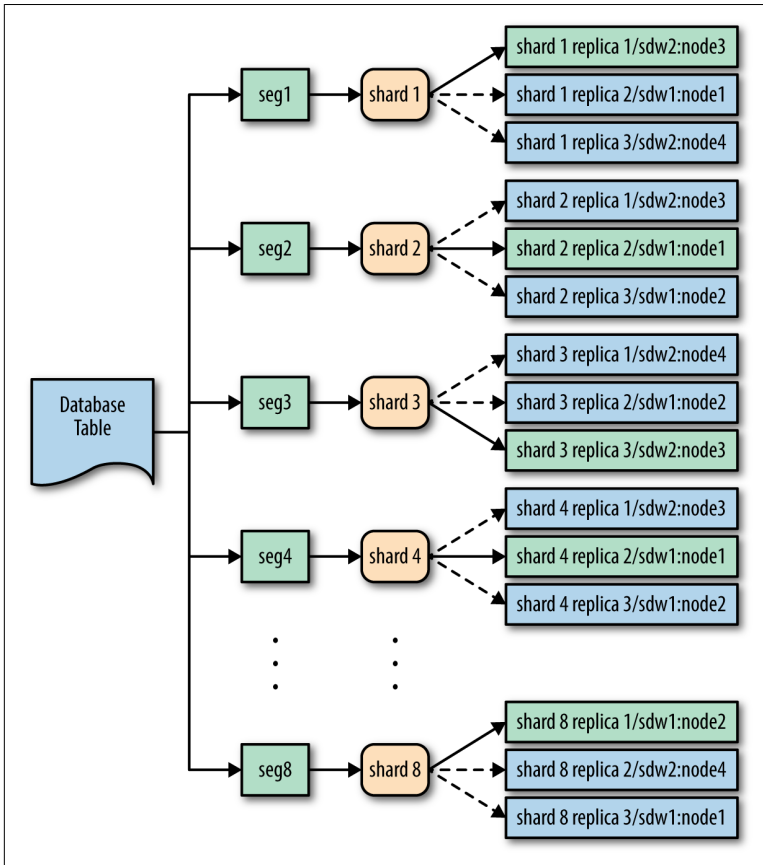 shard 1 replica 1/sdw2:node3
seg1
shard 1
shard 1 replica 2/sdw1:node1
shard 1 replica 3/sdw2:node4
shard 2 replica 1/sdw2:node3
seg2
shard 2
shard 2 replica 2/sdw1:node1
shard 2 replica 3/sdw1:node2
shard 3 replica 1/sdw2:node4
Database
Table
seg3
shard 3
shard 3 replica 2/sdw1:node2
shard 3 replica 3/sdw2:node3
shard 4 replica 1/sdw2:node3
seg4
shard 4
shard 4 replica 2/sdw1:node1
shard 4 replica 3/sdw1:node2
shard 8 replica 1/sdw1:node2
seg8
shard 8
shard 8 replica 2/sdw2:node4
shard 8 replica 3/sdw1:node1